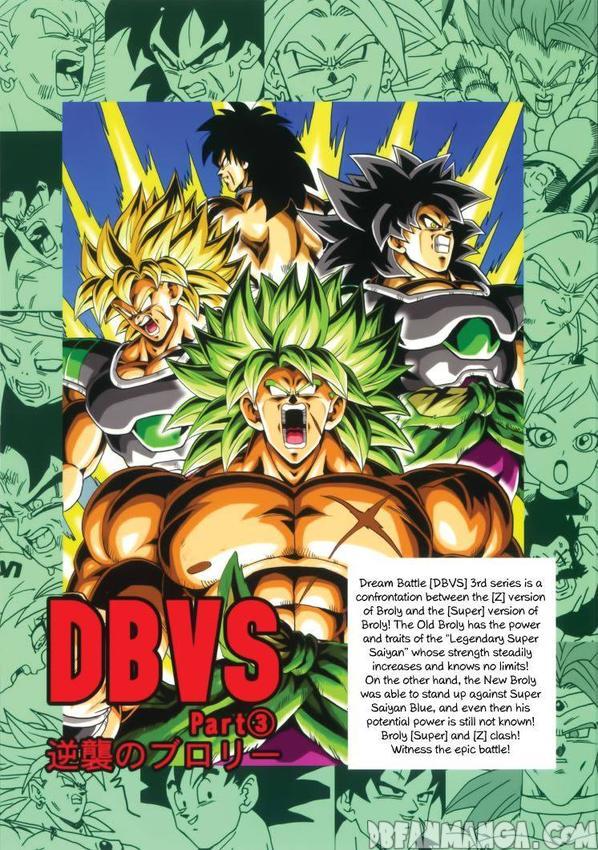 Dream Battle [DBVS] 3rd series is a
confrontation between the [Z] version
of Broly and the [Super] version of
Broly! The Old Broly has the power
and traits of the "Legendary Super
Saiyan" whose strength steadily
increases and knows no limits!
On the other hand, the New Broly
was able to stand up against Super
Saiyan Blue, and even then his
potential power is still not known!
Broly [Super] and [Z] clash!
Witness the epic battle!
DBVS
Part③
逆襲のブロリー
DBFANMANGA.COM